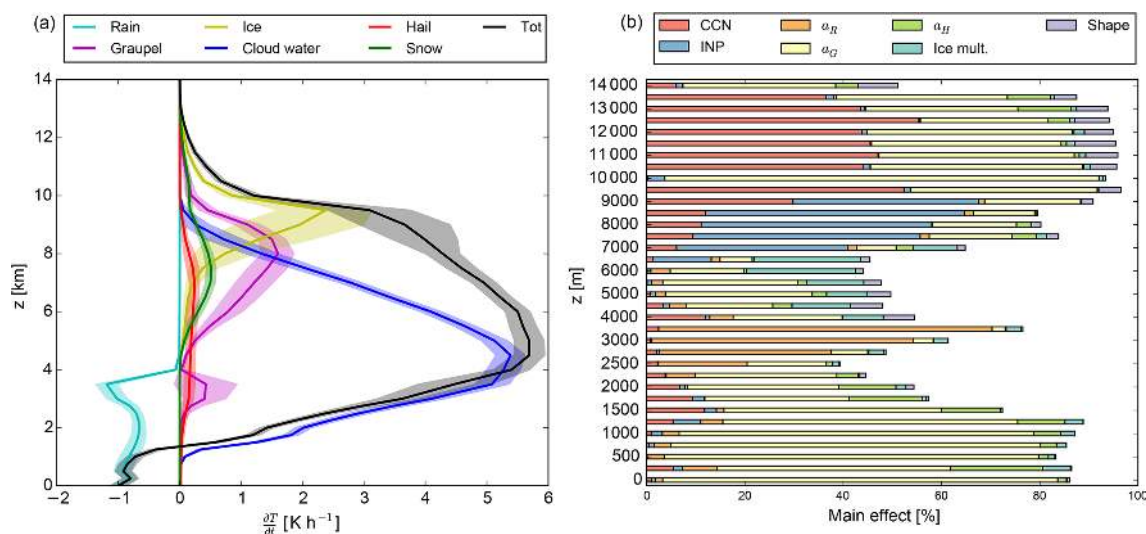 (a)
Rain
Ice
Hail
Tot
Graupel
Cloud water
Snow
14
12
10
8
6
4
2
0
z [km]
−2 −1 0 1 2 3 4 5 6
∂T/∂t [K h⁻¹]
(b)
CCN
a_R
a_H
Shape
INP
a_G
Ice mult.
14 000
13 000
12 000
11 000
10 000
9000
8000
7000
6000
5000
4000
3000
2500
2000
1500
1000
500
0
z [m]
0 20 40 60 80 100
Main effect [%]